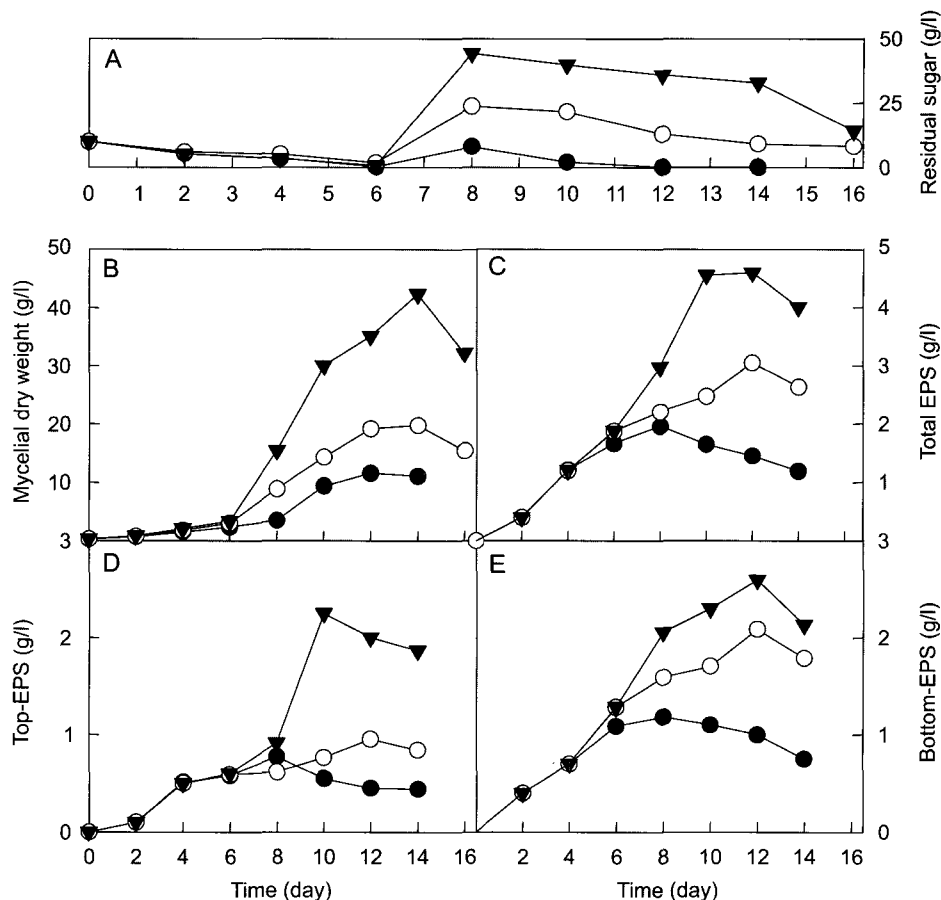 A
50
25
0
Residual sugar (g/l)
0 1 2 3 4 5 6 7 8 9 10 11 12 13 14 15 16
B
50
40
30
20
10
3
Mycelial dry weight (g/l)
C
5
4
3
2
1
3
Total EPS (g/l)
D
2
1
0
Top-EPS (g/l)
0 2 4 6 8 10 12 14 16
Time (day)
E
2
1
0
Bottom-EPS (g/l)
2 4 6 8 10 12 14 16
Time (day)